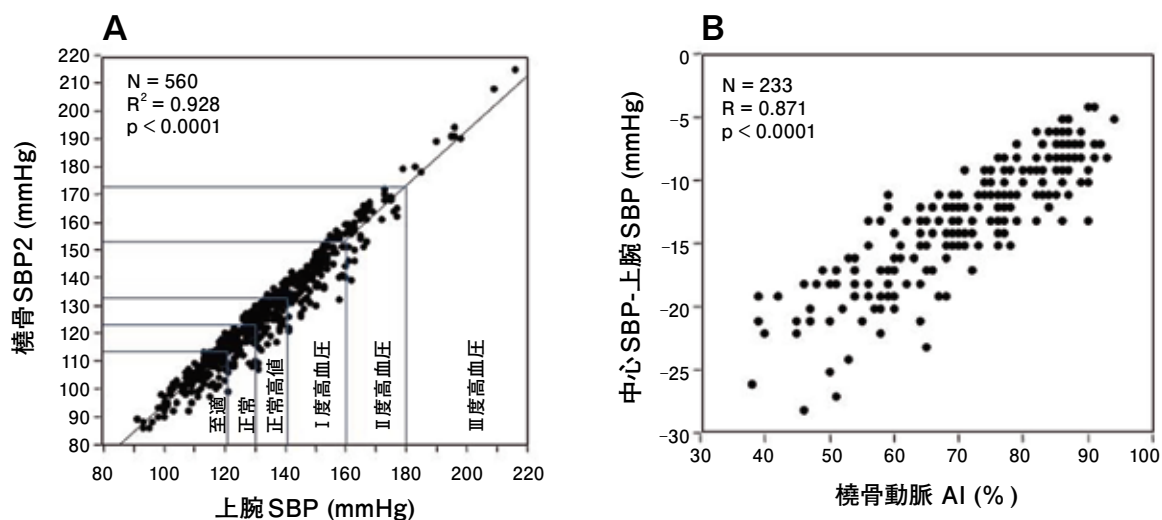 A
220
210
200
190
180
170
160
150
140
130
120
110
100
90
80
N = 560
R² = 0.928
p < 0.0001
橈骨SBP2 (mmHg)
至適
正常
正常高値
Ⅰ度高血圧
Ⅱ度高血圧
Ⅲ度高血圧
80 100 120 140 160 180 200 220
上腕SBP (mmHg)
B
0
-5
-10
-15
-20
-25
-30
N = 233
R = 0.871
p < 0.0001
中心SBP-上腕SBP (mmHg)
30 40 50 60 70 80 90 100
橈骨動脈 AI (%)